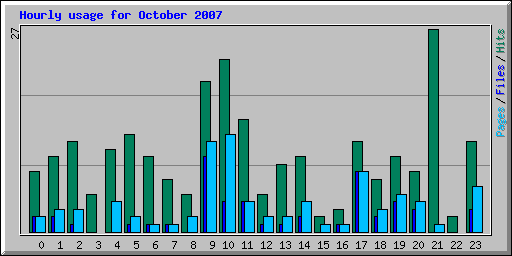 Hourly usage for October 2007
27
Pages/Files/Hits
0 1 2 3 4 5 6 7 8 9 10 11 12 13 14 15 16 17 18 19 20 21 22 23